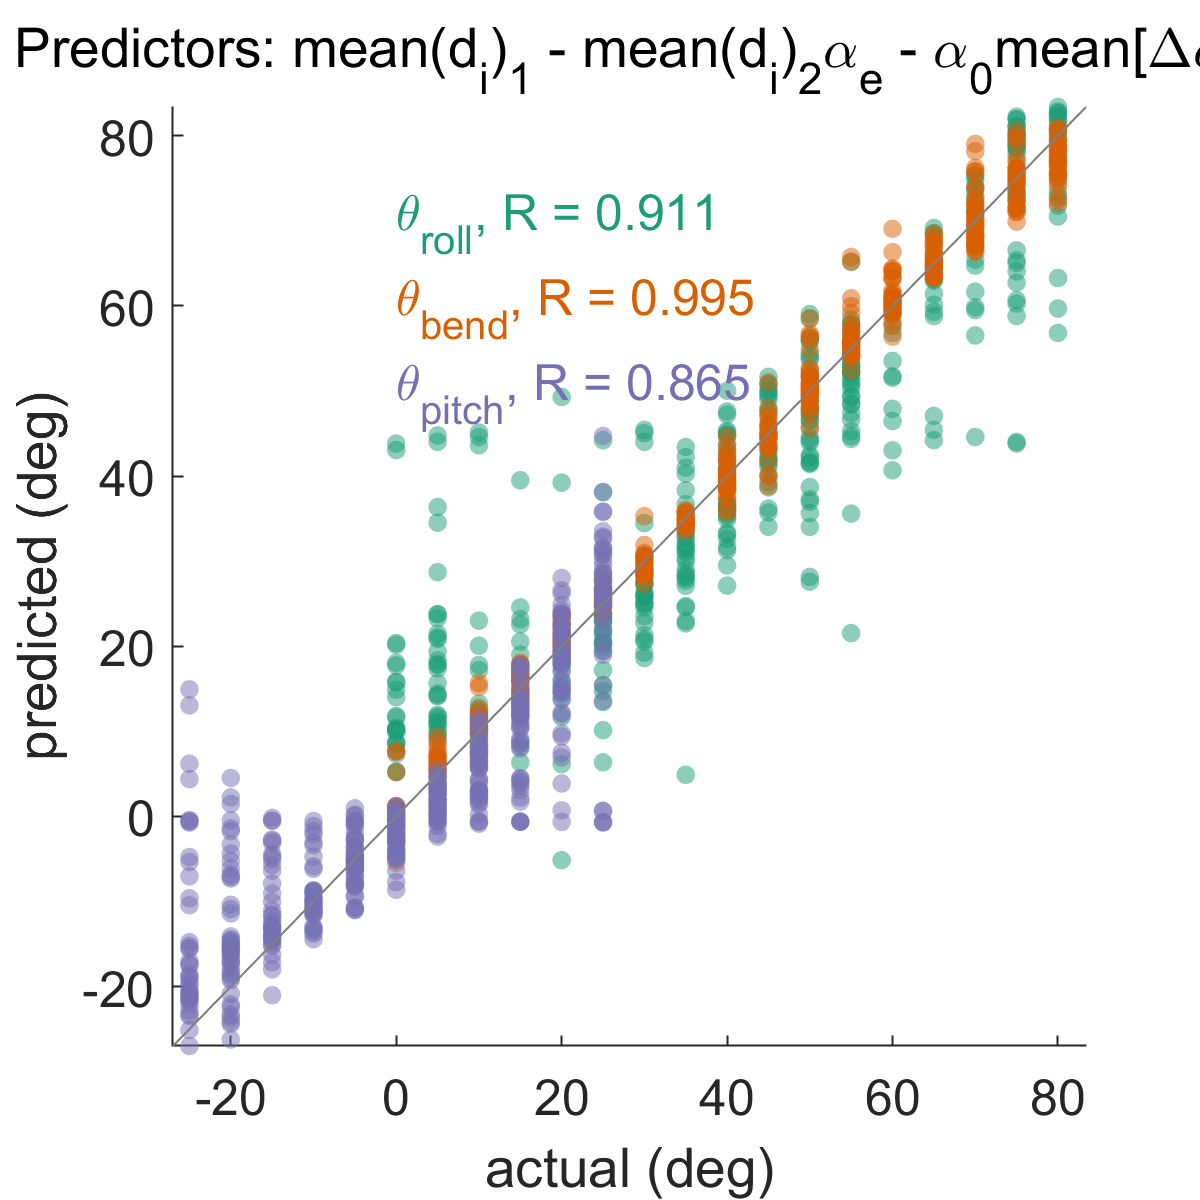 Predictors: mean(d_i)_1 - mean(d_i)_2α_e - α_0mean[Δ
80
60
40
20
0
-20
θ_roll, R = 0.911
θ_bend, R = 0.995
θ_pitch, R = 0.865
predicted (deg)
-20 0 20 40 60 80
actual (deg)